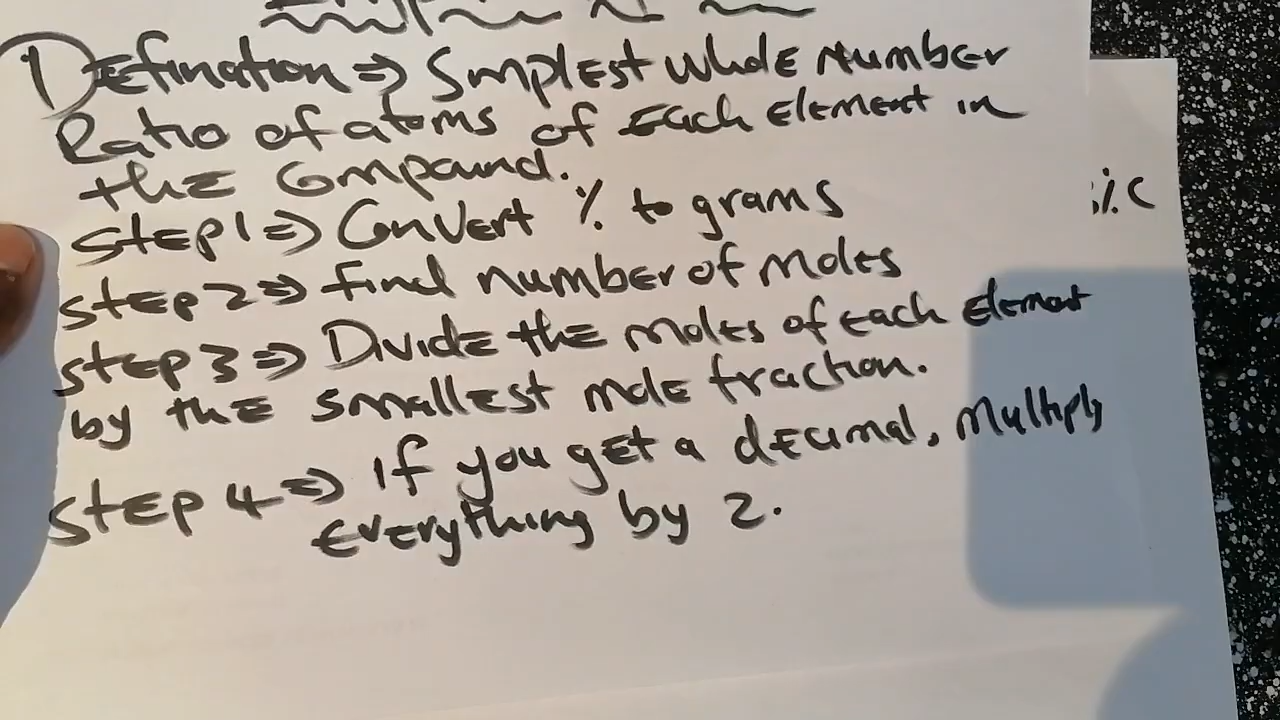 Defination => Smplest whole number
Ratio of atoms of Each Element in
the Compound.
Step 1 => Convert % to grams
Step 2 => find number of moles
Step 3 => Divide the moles of each Element
by the smallest mole fraction.
Step 4 => If you get a decimal, Multiply
Everything by 2.
% C